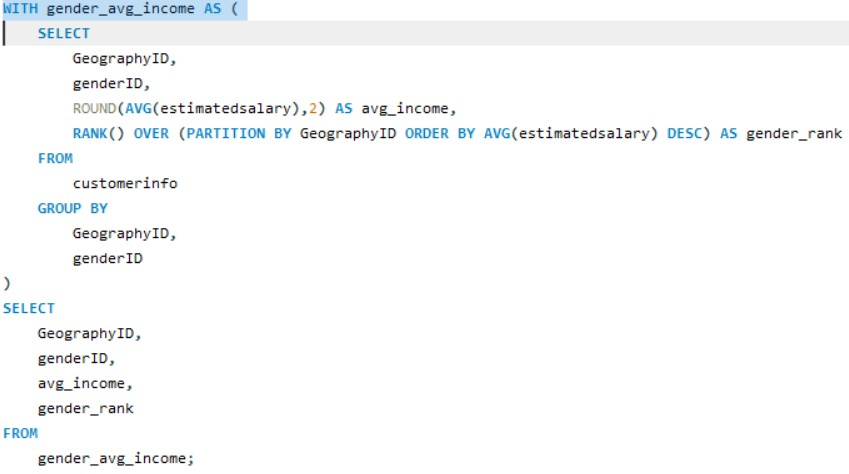 WITH gender_avg_income AS (
    SELECT
        GeographyID,
        genderID,
        ROUND(AVG(estimatedsalary),2) AS avg_income,
        RANK() OVER (PARTITION BY GeographyID ORDER BY AVG(estimatedsalary) DESC) AS gender_rank
    FROM
        customerinfo
    GROUP BY
        GeographyID,
        genderID
)
SELECT
    GeographyID,
    genderID,
    avg_income,
    gender_rank
FROM
    gender_avg_income;